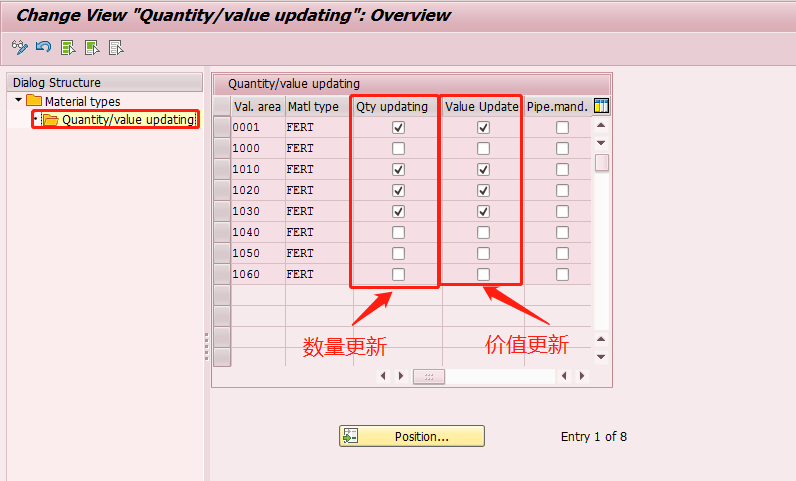 Change View "Quantity/value updating": Overview
Dialog Structure
Material types
Quantity/value updating
Quantity/value updating
Val. area Matl type Qty updating Value Update Pipe.mand.
0001 FERT
1000 FERT
1010 FERT
1020 FERT
1030 FERT
1040 FERT
1050 FERT
1060 FERT
数量更新 价值更新
Position... Entry 1 of 8